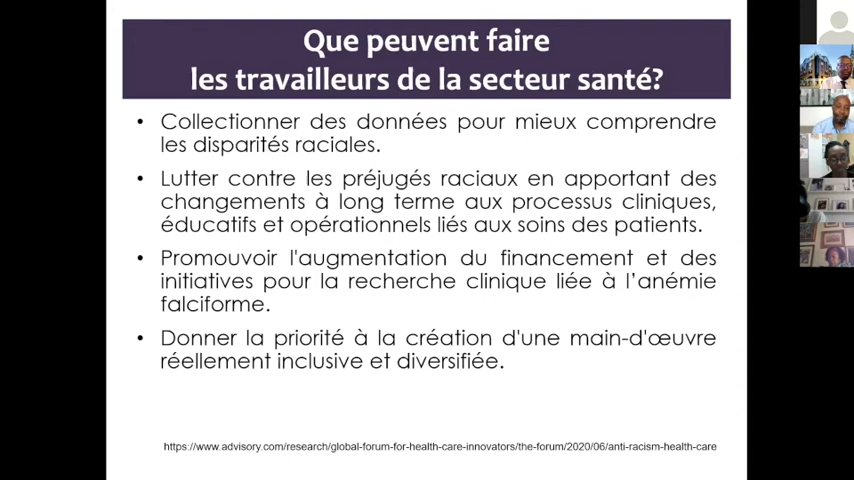 Que peuvent faire
les travailleurs de la secteur santé?
• Collectionner des données pour mieux comprendre
les disparités raciales.
• Lutter contre les préjugés raciaux en apportant des
changements à long terme aux processus cliniques,
éducatifs et opérationnels liés aux soins des patients.
• Promouvoir l'augmentation du financement et des
initiatives pour la recherche clinique liée à l’anémie
falciforme.
• Donner la priorité à la création d'une main-d'œuvre
réellement inclusive et diversifiée.
https://www.advisory.com/research/global-forum-for-health-care-innovators/the-forum/2020/06/anti-racism-health-care